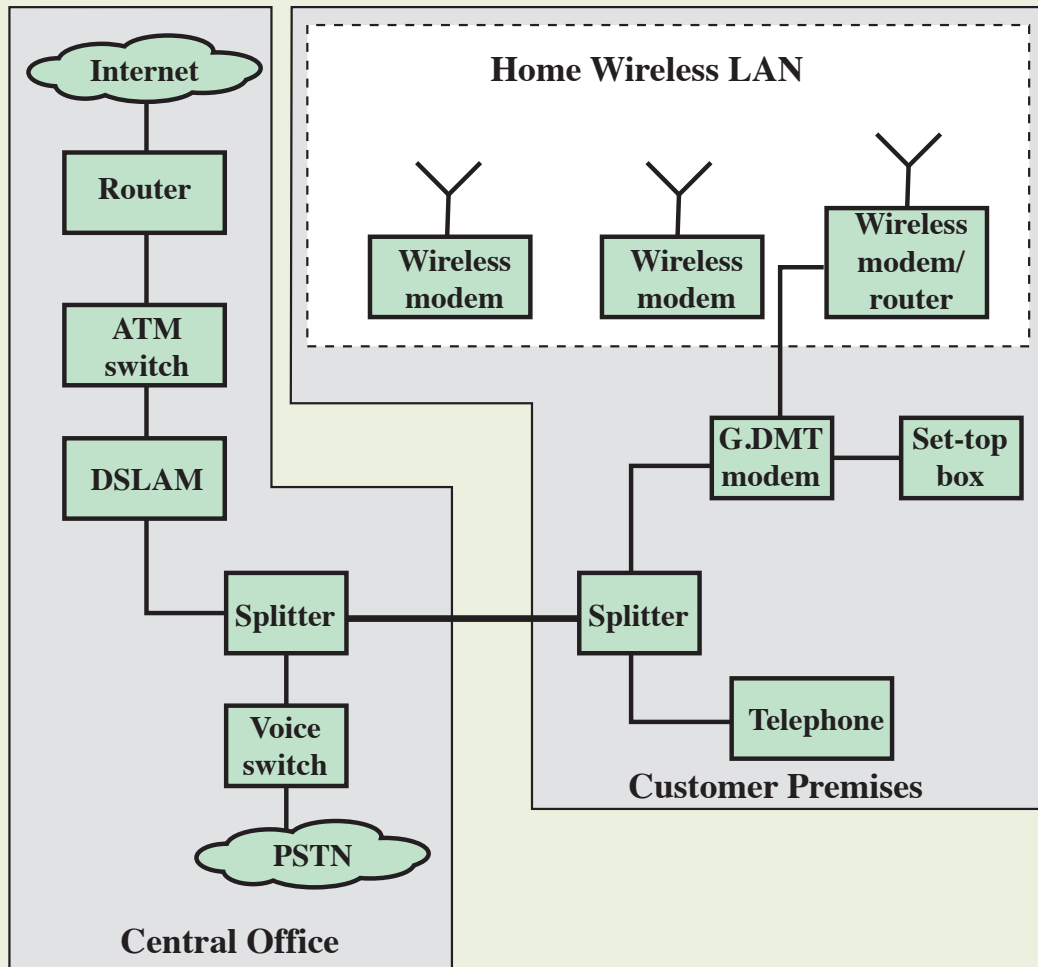 Internet
Router
ATM
switch
DSLAM
Splitter
Voice
switch
PSTN
Central Office
Home Wireless LAN
Wireless
modem
Wireless
modem
Wireless
modem/
router
G.DMT
modem
Set-top
box
Splitter
Telephone
Customer Premises